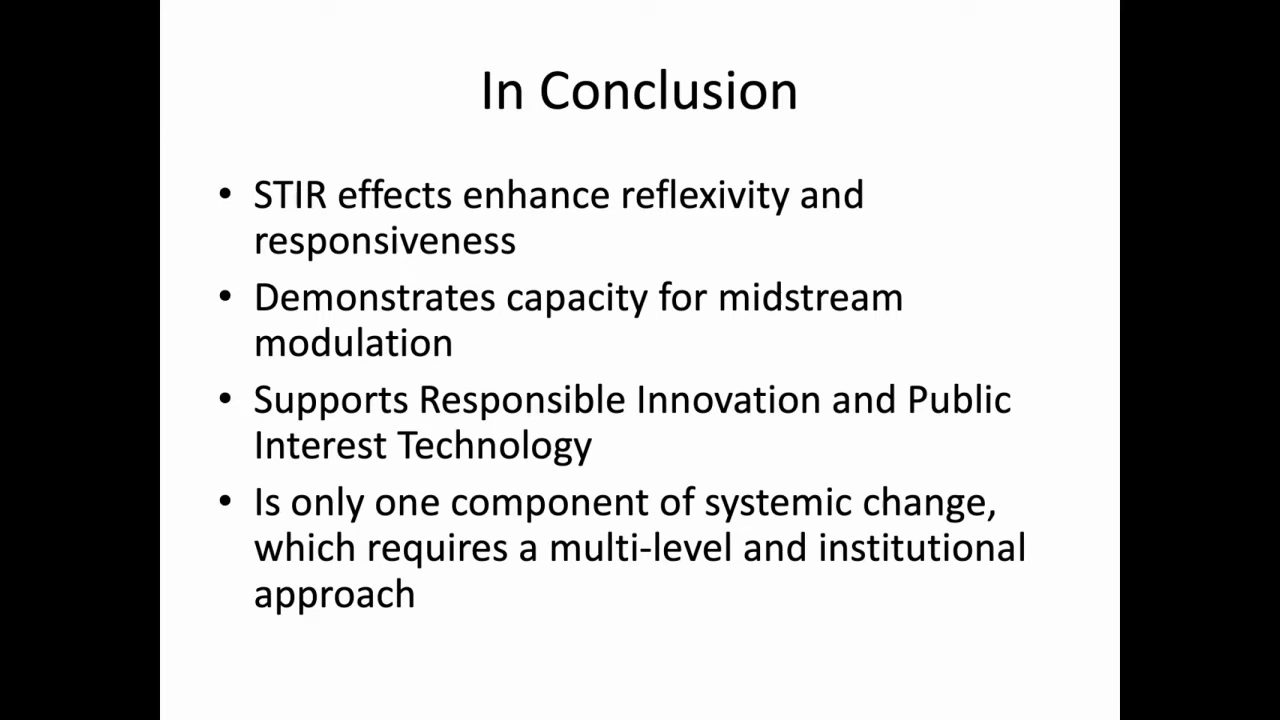 In Conclusion
• STIR effects enhance reflexivity and
responsiveness
• Demonstrates capacity for midstream
modulation
• Supports Responsible Innovation and Public
Interest Technology
• Is only one component of systemic change,
which requires a multi-level and institutional
approach